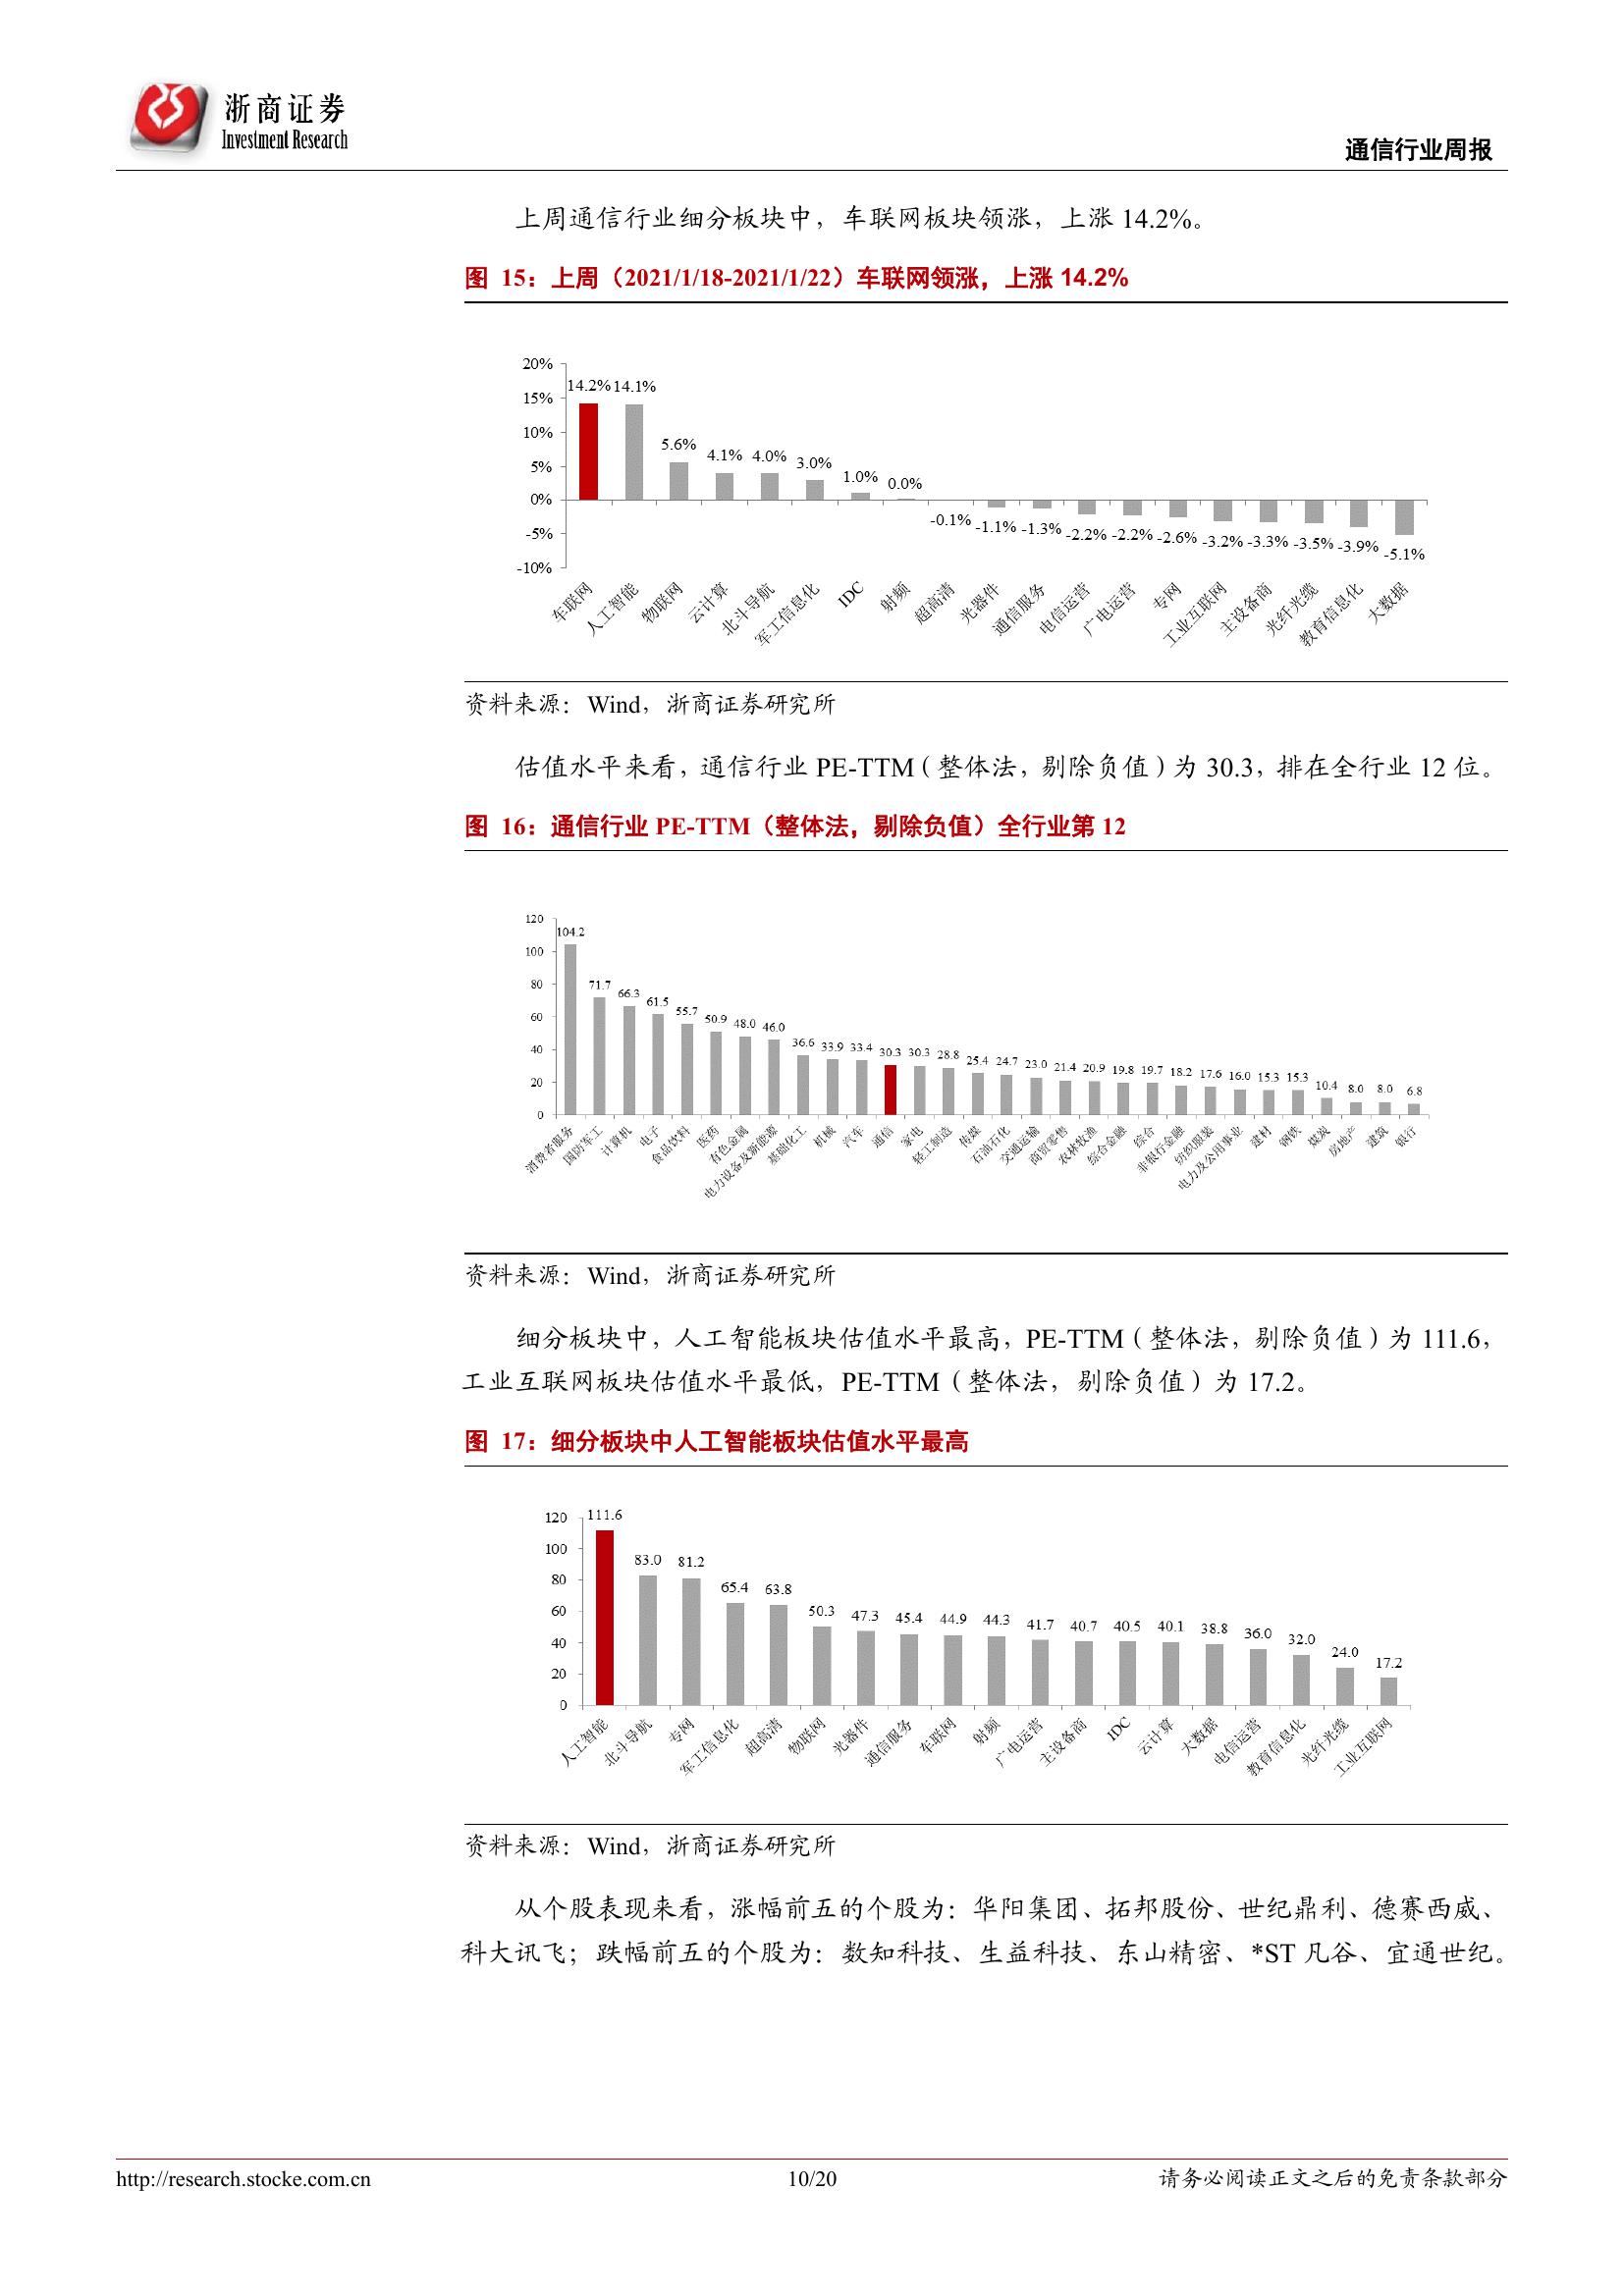 浙商证券
Investment Research
通信行业周报
上周通信行业细分板块中，车联网板块领涨，上涨 14.2%。
图 15：上周（2021/1/18-2021/1/22）车联网领涨，上涨 14.2%
20%
15%
10%
5%
0%
-5%
-10%
14.2% 14.1% 5.6% 4.1% 4.0% 3.0% 1.0% 0.0% -0.1% -1.1% -1.3% -2.2% -2.2% -2.6% -3.2% -3.3% -3.5% -3.9% -5.1%
车联网 人工智能 物联网 云计算 北斗导航 军工信息化 IDC 射频 超高清 光器件 通信服务 电信运营 广电运营 专网 工业互联网 主设备商 光纤光缆 教育信息化 大数据
资料来源：Wind，浙商证券研究所
估值水平来看，通信行业 PE-TTM（整体法，剔除负值）为 30.3，排在全行业 12 位。
图 16：通信行业 PE-TTM（整体法，剔除负值）全行业第 12
120
100
80
60
40
20
0
104.2 71.7 66.3 61.5 55.7 50.9 48.0 46.0 36.6 33.9 33.4 30.3 30.3 28.8 25.4 24.7 23.0 21.4 20.9 19.8 19.7 18.2 17.6 16.0 15.3 15.3 10.4 8.0 8.0 6.8
消费者服务 国防军工 计算机 电子 食品饮料 医药 有色金属 电力设备及新能源 基础化工 机械 汽车 通信 家电 轻工制造 传媒 石油石化 交通运输 商贸零售 农林牧渔 综合金融 综合 非银行金融 纺织服装 电力及公用事业 建材 钢铁 煤炭 房地产 建筑 银行
资料来源：Wind，浙商证券研究所
细分板块中，人工智能板块估值水平最高，PE-TTM（整体法，剔除负值）为 111.6，
工业互联网板块估值水平最低，PE-TTM（整体法，剔除负值）为 17.2。
图 17：细分板块中人工智能板块估值水平最高
120
100
80
60
40
20
0
111.6 83.0 81.2 65.4 63.8 50.3 47.3 45.4 44.9 44.3 41.7 40.7 40.5 40.1 38.8 36.0 32.0 24.0 17.2
人工智能 北斗导航 专网 军工信息化 超高清 物联网 光器件 通信服务 车联网 射频 广电运营 主设备商 IDC 云计算 大数据 电信运营 教育信息化 光纤光缆 工业互联网
资料来源：Wind，浙商证券研究所
从个股表现来看，涨幅前五的个股为：华阳集团、拓邦股份、世纪鼎利、德赛西威、
科大讯飞；跌幅前五的个股为：数知科技、生益科技、东山精密、*ST 凡谷、宜通世纪。
http://research.stocke.com.cn
10/20
请务必阅读正文之后的免责条款部分